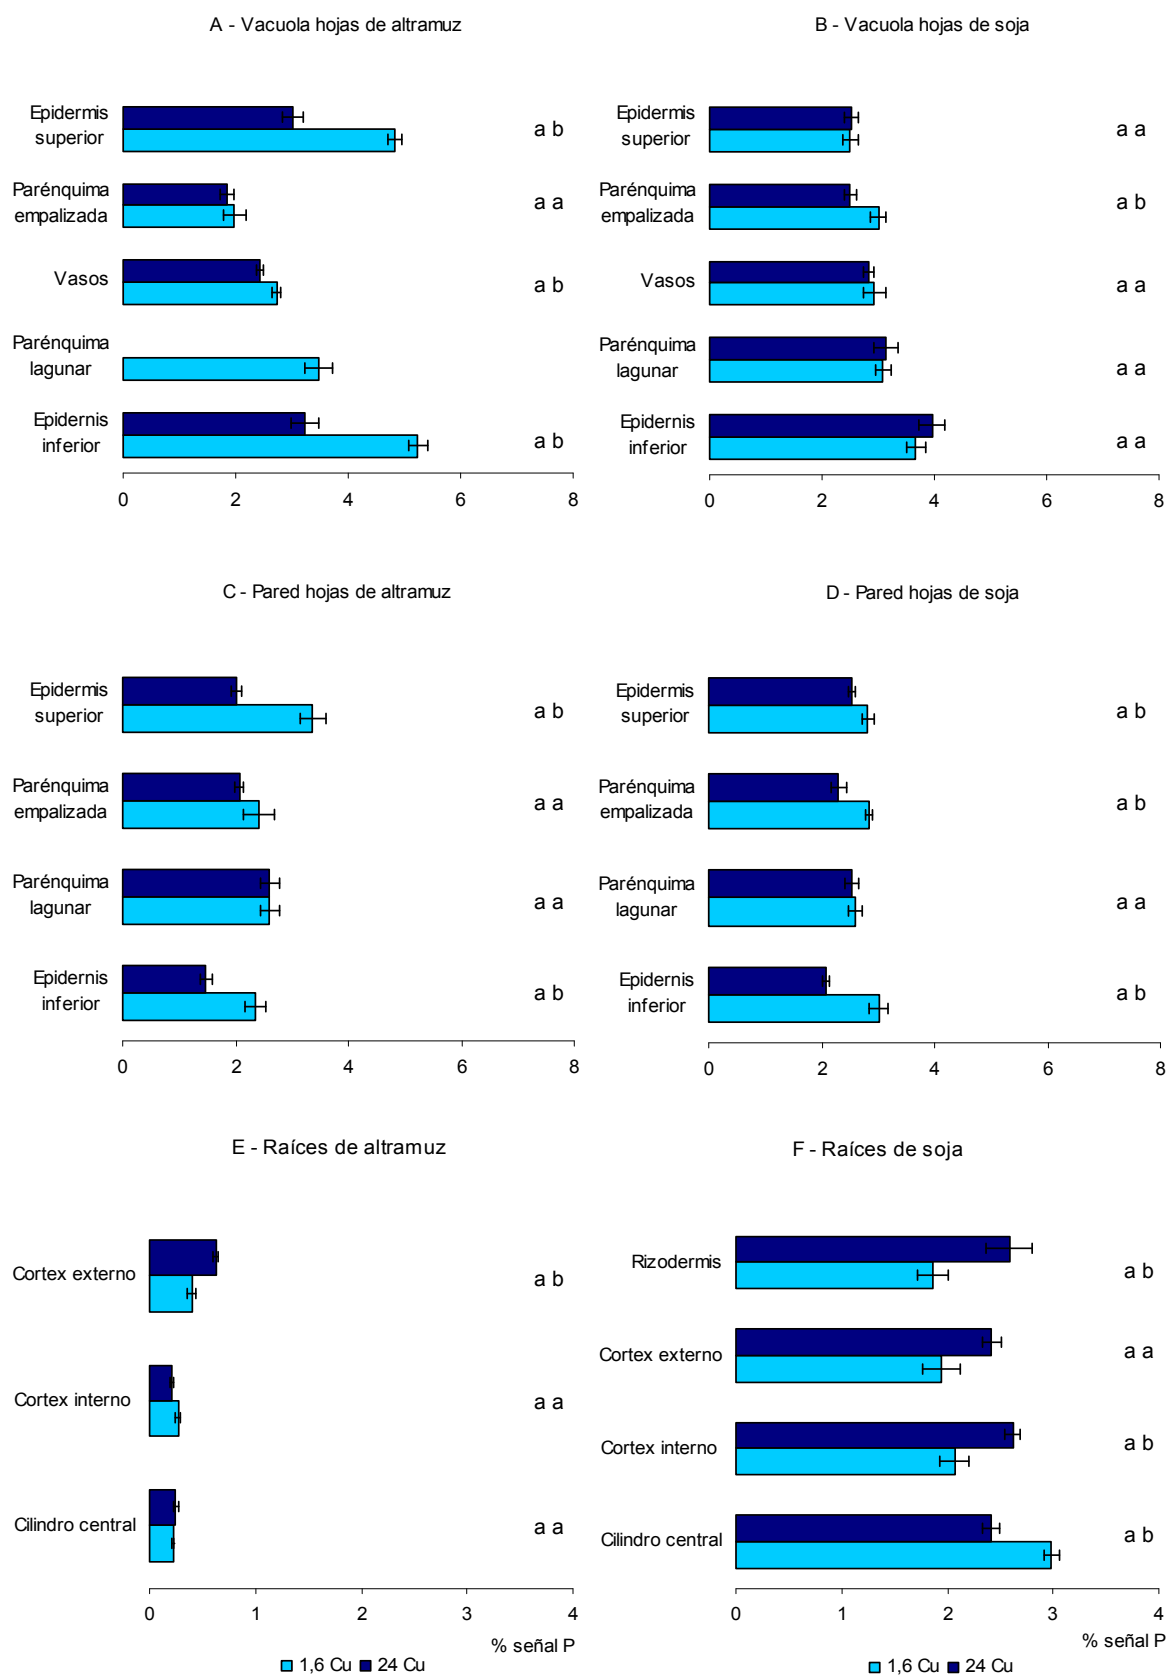 A - Vacuola hojas de altramuz
Epidermis
superior
a b
Parénquima
empalizada
a a
Vasos
a b
Parénquima
lagunar
Epidernis
inferior
a b
0 2 4 6 8
B - Vacuola hojas de soja
Epidermis
superior
a a
Parénquima
empalizada
a b
Vasos
a a
Parénquima
lagunar
a a
Epidernis
inferior
a a
0 2 4 6 8
C - Pared hojas de altramuz
Epidermis
superior
a b
Parénquima
empalizada
a a
Parénquima
lagunar
a a
Epidernis
inferior
a b
0 2 4 6 8
D - Pared hojas de soja
Epidermis
superior
a b
Parénquima
empalizada
a b
Parénquima
lagunar
a a
Epidernis
inferior
a b
0 2 4 6 8
E - Raíces de altramuz
Cortex externo
a b
Cortex interno
a a
Cilindro central
a a
0 1 2 3 4
% señal P
1,6 Cu 24 Cu
F - Raíces de soja
Rizodermis
a b
Cortex externo
a a
Cortex interno
a b
Cilindro central
a b
0 1 2 3 4
% señal P
1,6 Cu 24 Cu